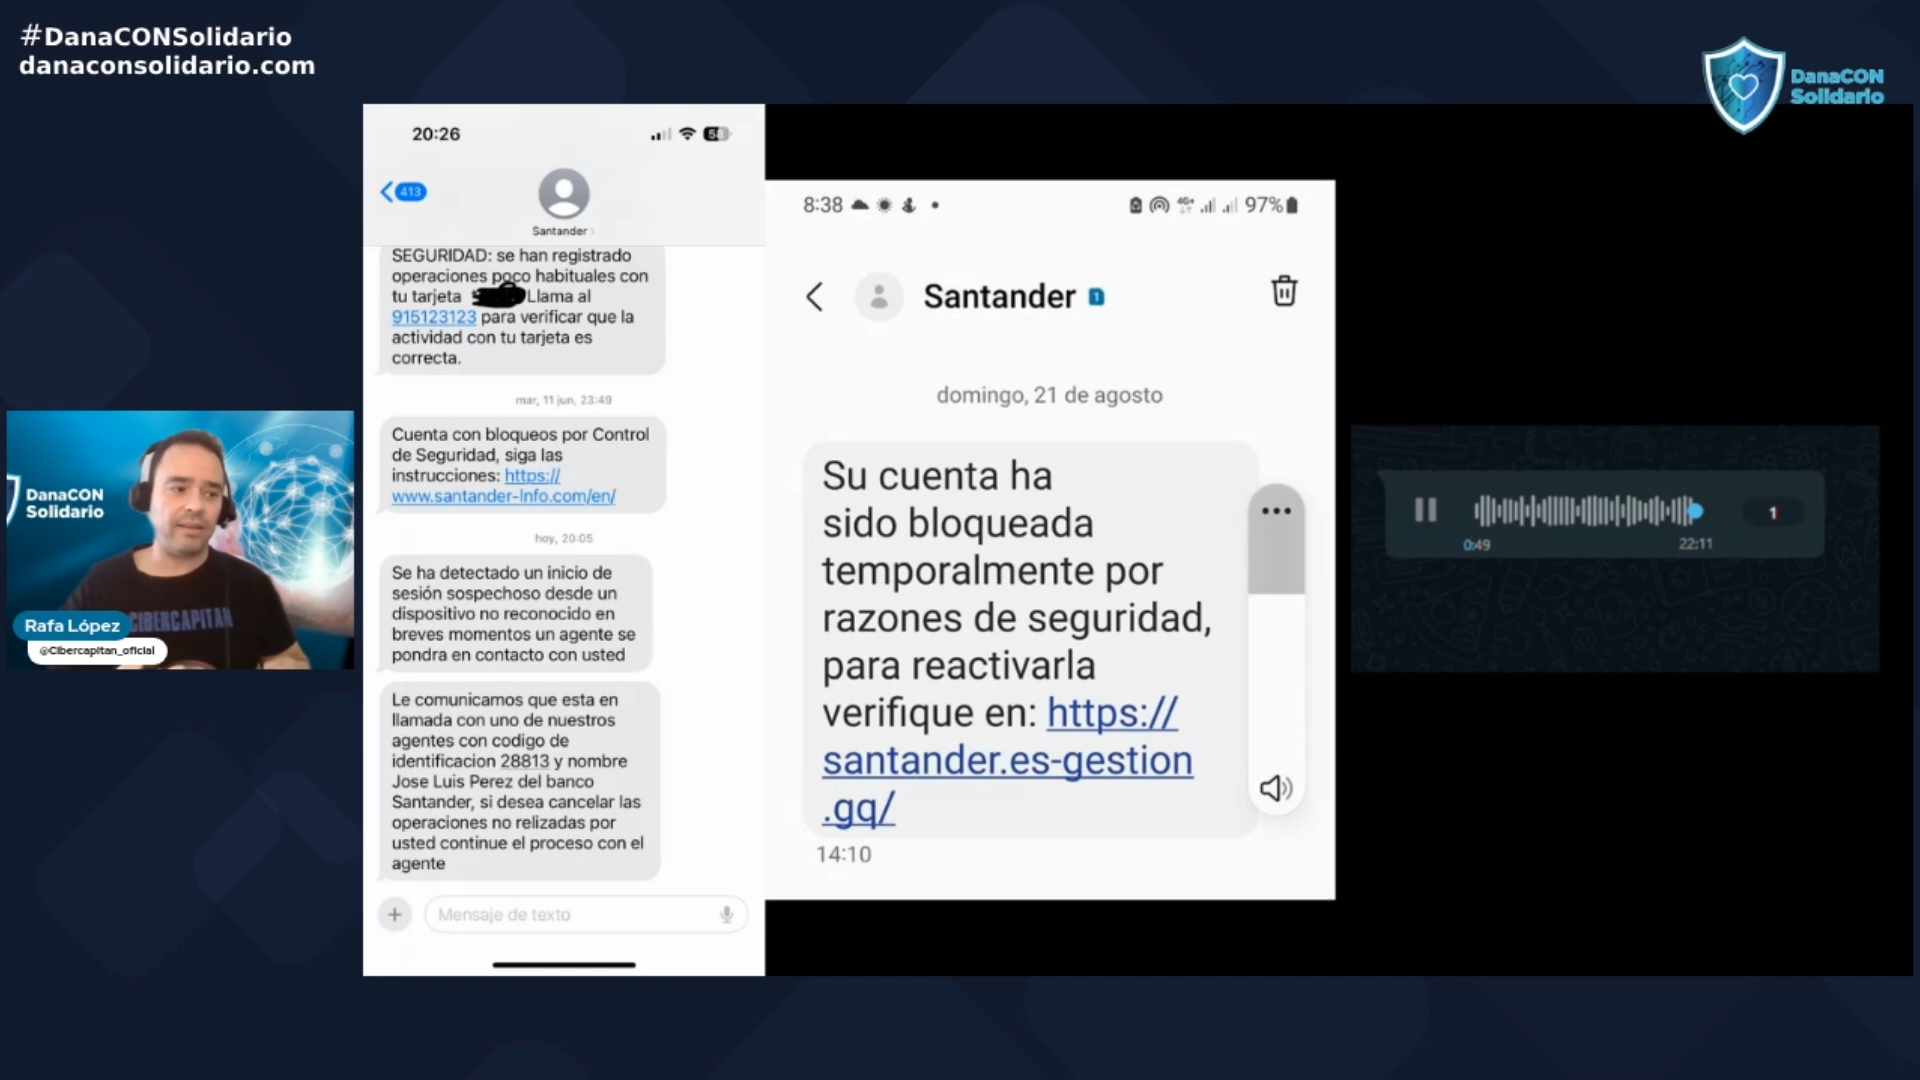 #DanaCONSolidario
danaconsolidario.com
DanaCON
Solidario
20:26
58
413
Santander
SEGURIDAD: se han registrado
operaciones poco habituales con
tu tarjeta Llama al
915123123 para verificar que la
actividad con tu tarjeta es
correcta.
mar, 11 jun, 23:49
Cuenta con bloqueos por Control
de Seguridad, siga las
instrucciones: https://
www.santander-lnfo.com/en/
hoy, 20:05
Se ha detectado un inicio de
sesión sospechoso desde un
dispositivo no reconocido en
breves momentos un agente se
pondra en contacto con usted
Le comunicamos que esta en
llamada con uno de nuestros
agentes con codigo de
identificacion 28813 y nombre
Jose Luis Perez del banco
Santander, si desea cancelar las
operaciones no relizadas por
usted continue el proceso con el
agente
Mensaje de texto
8:38
4G+
97%
Santander 1
domingo, 21 de agosto
Su cuenta ha
sido bloqueada
temporalmente por
razones de seguridad,
para reactivarla
verifique en: https://
santander.es-gestion
.gq/
14:10
0:49
22:11
1
DanaCON
Solidario
CIBERCAPITAN
Rafa López
@Cibercapitan_oficial